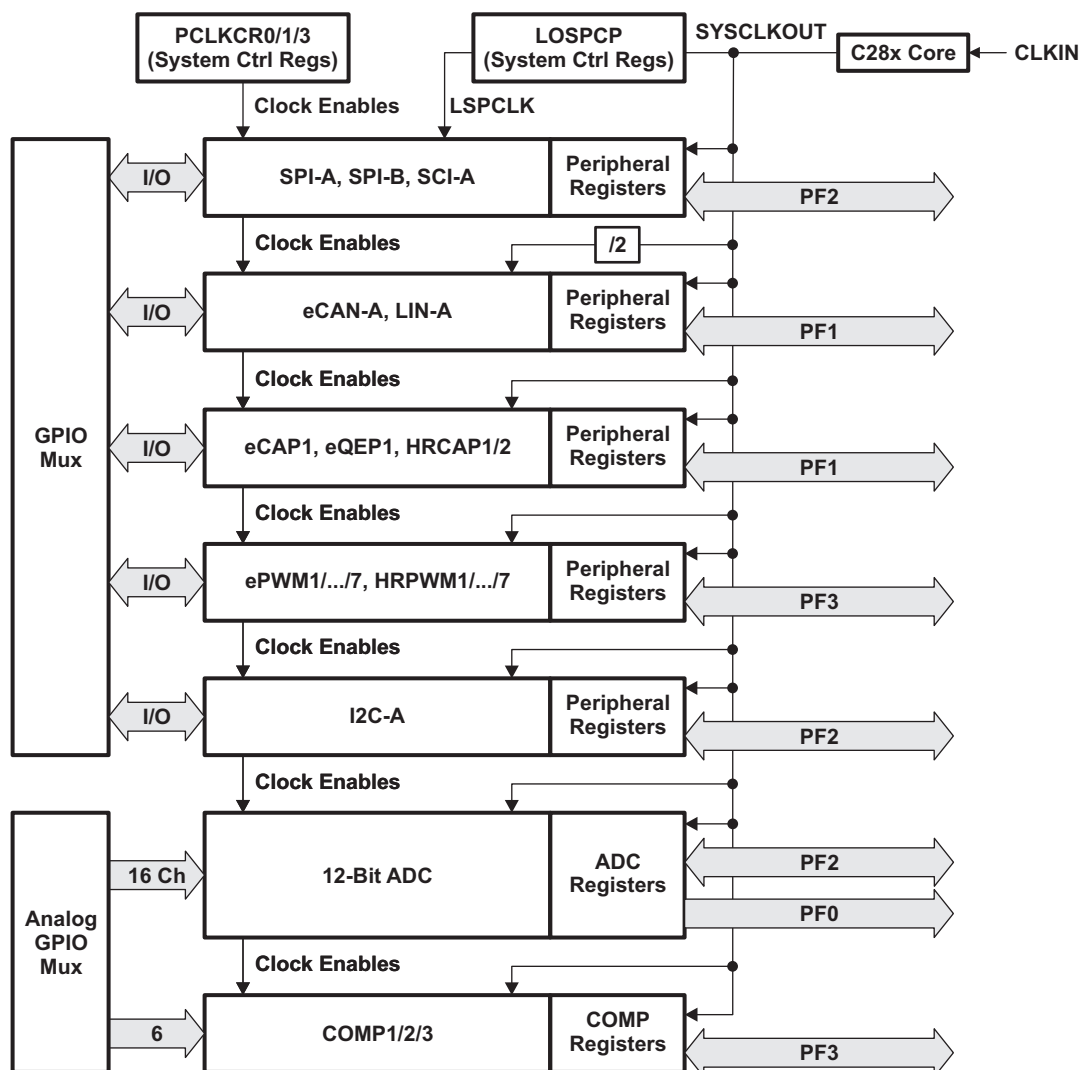 PCLKCR0/1/3
(System Ctrl Regs)
LOSPCP
(System Ctrl Regs)
SYSCLKOUT
C28x Core
CLKIN
Clock Enables
LSPCLK
I/O
SPI-A, SPI-B, SCI-A
Peripheral
Registers
PF2
Clock Enables
/2
I/O
eCAN-A, LIN-A
Peripheral
Registers
PF1
Clock Enables
GPIO
Mux
I/O
eCAP1, eQEP1, HRCAP1/2
Peripheral
Registers
PF1
Clock Enables
I/O
ePWM1/.../7, HRPWM1/.../7
Peripheral
Registers
PF3
Clock Enables
I/O
I2C-A
Peripheral
Registers
PF2
Clock Enables
Analog
GPIO
Mux
16 Ch
12-Bit ADC
ADC
Registers
PF2
PF0
Clock Enables
6
COMP1/2/3
COMP
Registers
PF3